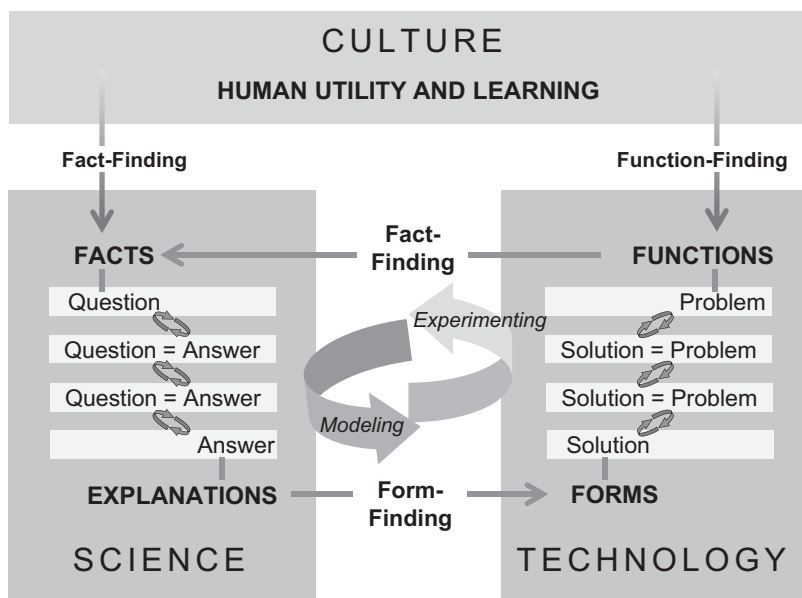 CULTURE
HUMAN UTILITY AND LEARNING
Fact-Finding
Function-Finding
FACTS
Fact-
Finding
FUNCTIONS
Question
Question = Answer
Question = Answer
Answer
EXPLANATIONS
Experimenting
Modeling
Problem
Solution = Problem
Solution = Problem
Solution
FORMS
Form-
Finding
SCIENCE
TECHNOLOGY